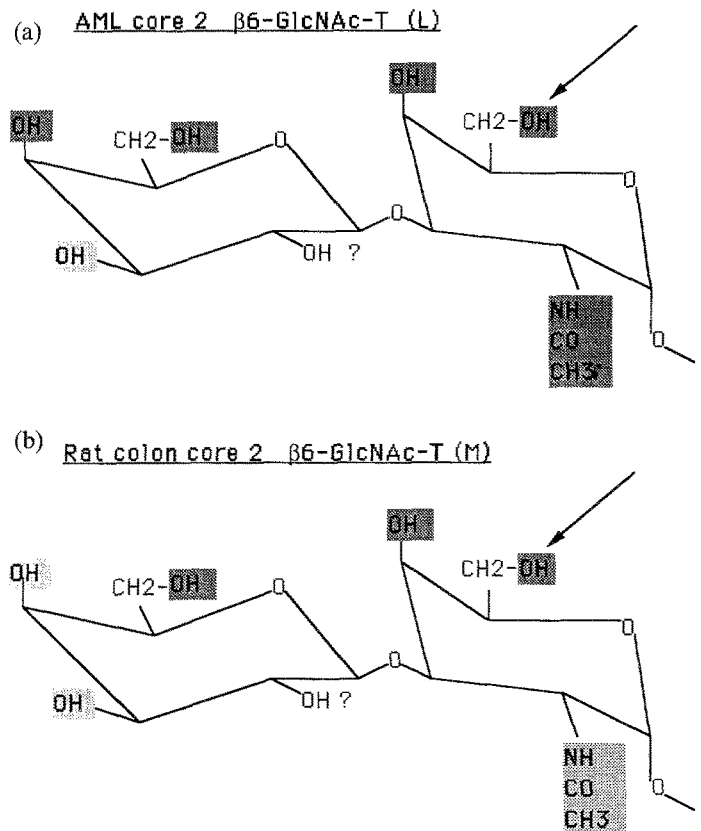 (a) AML core 2 β6-GlcNAc-T (L)
OH
OH
CH2-OH
CH2-OH
O
O
O
OH
OH ?
NH
CO
CH3
O
(b) Rat colon core 2 β6-GlcNAc-T (M)
OH
OH
CH2-OH
CH2-OH
O
O
O
OH
OH ?
NH
CO
CH3
O